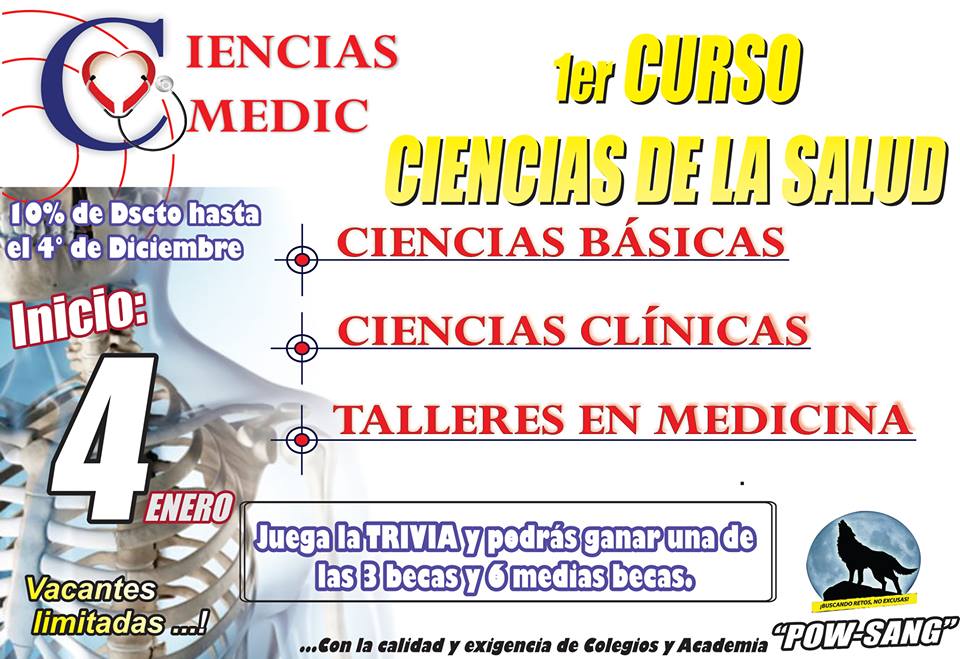 CIENCIAS
MEDIC
1er CURSO
CIENCIAS DE LA SALUD
10% de Dscto hasta
el 4° de Diciembre
Inicio:
4
ENERO
CIENCIAS BÁSICAS
CIENCIAS CLÍNICAS
TALLERES EN MEDICINA
.
Juega la TRIVIA y podrás ganar una de
las 3 becas y 6 medias becas.
Vacantes
limitadas ...!
¡BUSCANDO RETOS, NO EXCUSAS!
...Con la calidad y exigencia de Colegios y Academia "POW-SANG"